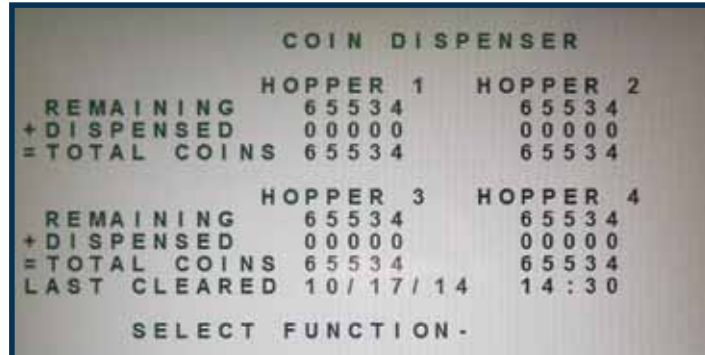 COIN DISPENSER
HOPPER 1 HOPPER 2
REMAINING 65534 65534
+DISPENSED 00000 00000
=TOTAL COINS 65534 65534
HOPPER 3 HOPPER 4
REMAINING 65534 65534
+DISPENSED 00000 00000
=TOTAL COINS 65534 65534
LAST CLEARED 10/17/14 14:30
SELECT FUNCTION-